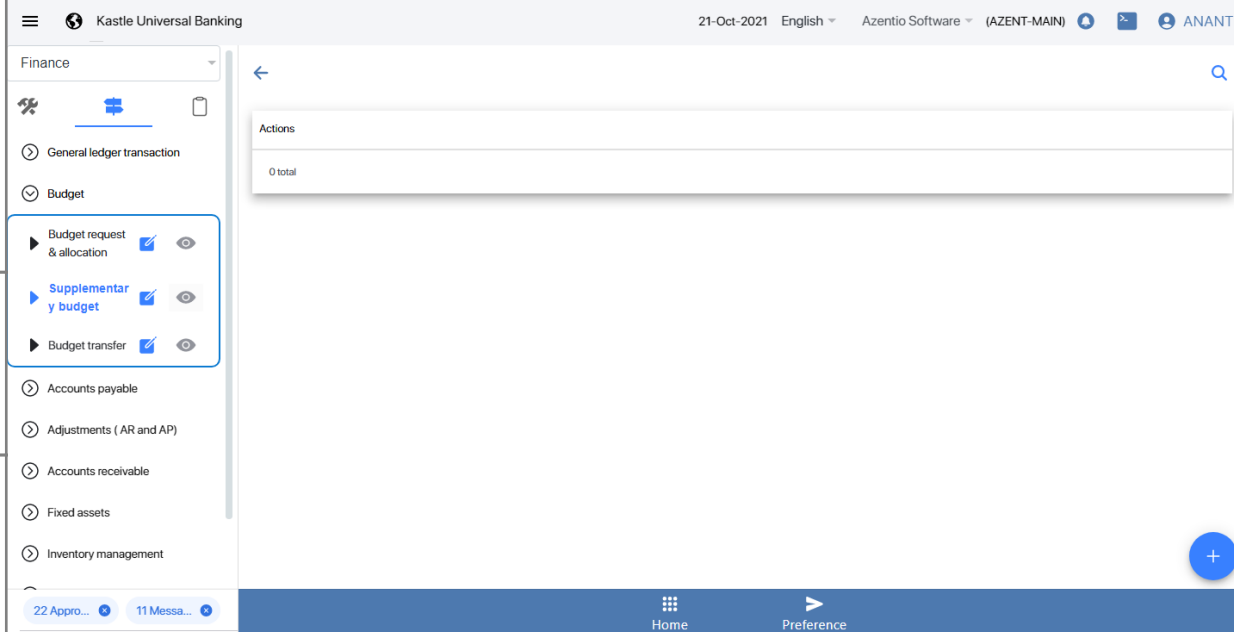 Kastle Universal Banking
21-Oct-2021 English Azentio Software (AZENT-MAIN) ANANT
Finance
Actions
0 total
General ledger transaction
Budget
Budget request
& allocation
Supplementar
y budget
Budget transfer
Accounts payable
Adjustments ( AR and AP)
Accounts receivable
Fixed assets
Inventory management
22 Appro... 11 Messa...
Home Preference